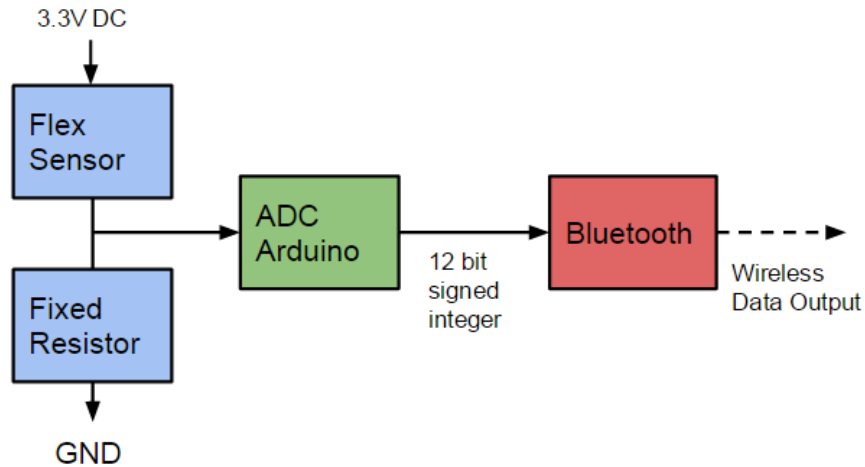 3.3V DC
Flex
Sensor
ADC
Arduino
Bluetooth
12 bit
signed
integer
Wireless
Data Output
Fixed
Resistor
GND